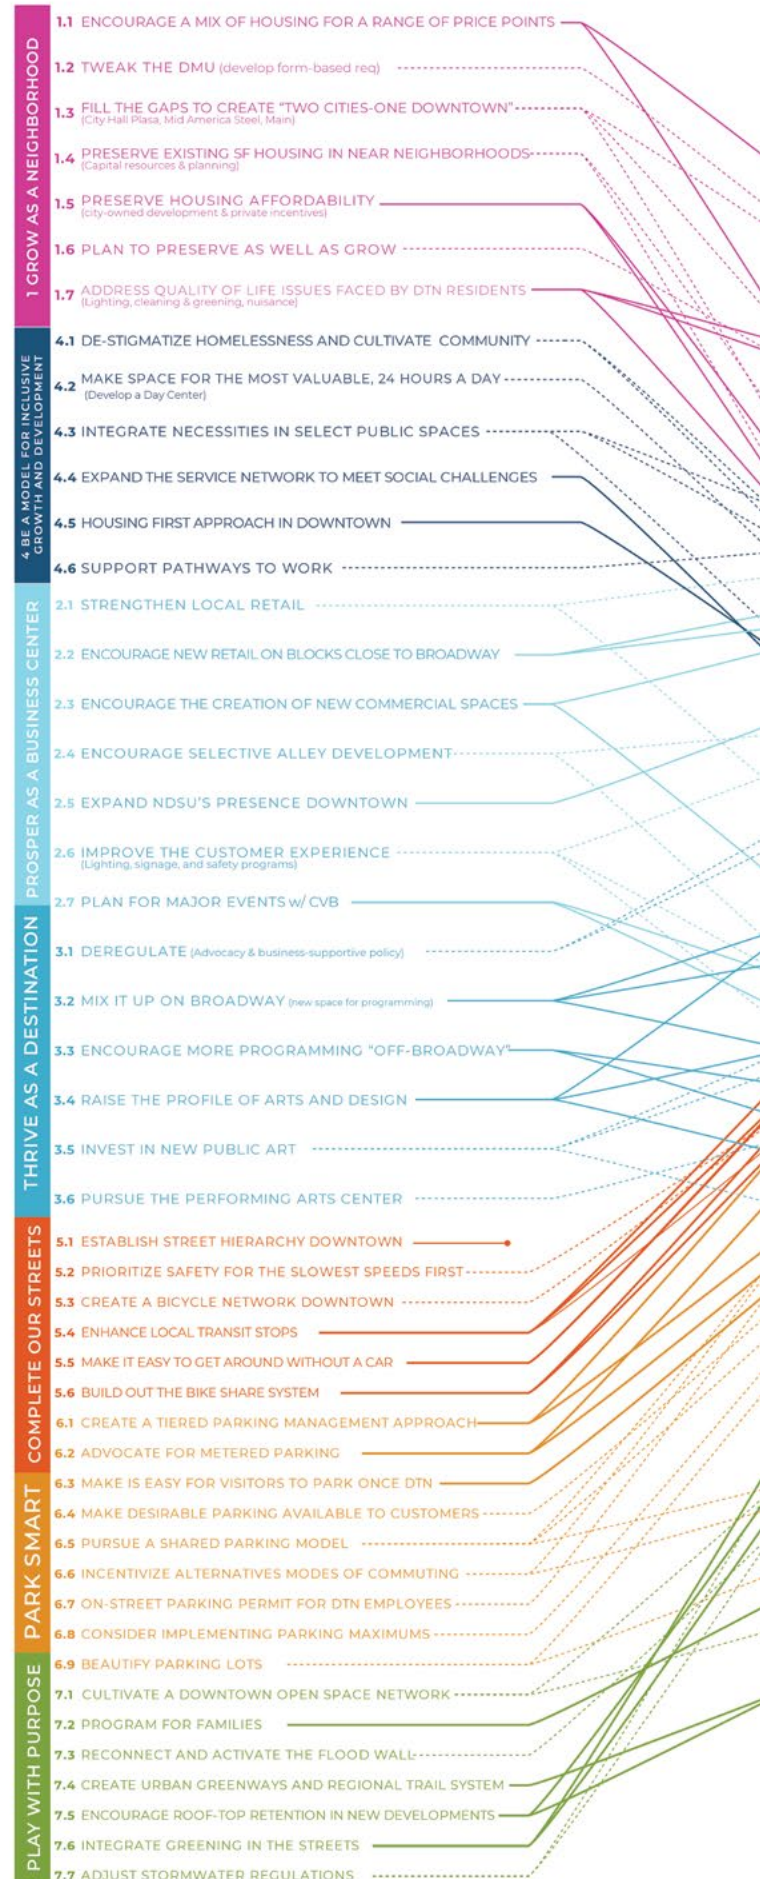 1 GROW AS A NEIGHBORHOOD
1.1 ENCOURAGE A MIX OF HOUSING FOR A RANGE OF PRICE POINTS
1.2 TWEAK THE DMU (develop form-based req)
1.3 FILL THE GAPS TO CREATE "TWO CITIES-ONE DOWNTOWN"
(City Hall Plasa, Mid America Steel, Main)
1.4 PRESERVE EXISTING SF HOUSING IN NEAR NEIGHBORHOODS
(Capital resources & planning)
1.5 PRESERVE HOUSING AFFORDABILITY
(city-owned development & private incentives)
1.6 PLAN TO PRESERVE AS WELL AS GROW
1.7 ADDRESS QUALITY OF LIFE ISSUES FACED BY DTN RESIDENTS
(Lighting, cleaning & greening, nuisance]
4 BE A MODEL FOR INCLUSIVE
GROWTH AND DEVELOPMENT
4.1 DE-STIGMATIZE HOMELESSNESS AND CULTIVATE COMMUNITY
4.2 MAKE SPACE FOR THE MOST VALUABLE, 24 HOURS A DAY
(Develop a Day Center)
4.3 INTEGRATE NECESSITIES IN SELECT PUBLIC SPACES
4.4 EXPAND THE SERVICE NETWORK TO MEET SOCIAL CHALLENGES
4.5 HOUSING FIRST APPROACH IN DOWNTOWN
4.6 SUPPORT PATHWAYS TO WORK
PROSPER AS A BUSINESS CENTER
2.1 STRENGTHEN LOCAL RETAIL
2.2 ENCOURAGE NEW RETAIL ON BLOCKS CLOSE TO BROADWAY
2.3 ENCOURAGE THE CREATION OF NEW COMMERCIAL SPACES
2.4 ENCOURAGE SELECTIVE ALLEY DEVELOPMENT
2.5 EXPAND NDSU'S PRESENCE DOWNTOWN
2.6 IMPROVE THE CUSTOMER EXPERIENCE
(Lighting, signage, and safety programs)
2.7 PLAN FOR MAJOR EVENTS w/ CVB
THRIVE AS A DESTINATION
3.1 DEREGULATE (Advocacy & business-supportive policy)
3.2 MIX IT UP ON BROADWAY (new space for programming)
3.3 ENCOURAGE MORE PROGRAMMING "OFF-BROADWAY"
3.4 RAISE THE PROFILE OF ARTS AND DESIGN
3.5 INVEST IN NEW PUBLIC ART
3.6 PURSUE THE PERFORMING ARTS CENTER
COMPLETE OUR STREETS
5.1 ESTABLISH STREET HIERARCHY DOWNTOWN
5.2 PRIORITIZE SAFETY FOR THE SLOWEST SPEEDS FIRST
5.3 CREATE A BICYCLE NETWORK DOWNTOWN
5.4 ENHANCE LOCAL TRANSIT STOPS
5.5 MAKE IT EASY TO GET AROUND WITHOUT A CAR
5.6 BUILD OUT THE BIKE SHARE SYSTEM
6.1 CREATE A TIERED PARKING MANAGEMENT APPROACH
6.2 ADVOCATE FOR METERED PARKING
PARK SMART
6.3 MAKE IS EASY FOR VISITORS TO PARK ONCE DTN
6.4 MAKE DESIRABLE PARKING AVAILABLE TO CUSTOMERS
6.5 PURSUE A SHARED PARKING MODEL
6.6 INCENTIVIZE ALTERNATIVES MODES OF COMMUTING
6.7 ON-STREET PARKING PERMIT FOR DTN EMPLOYEES
6.8 CONSIDER IMPLEMENTING PARKING MAXIMUMS
6.9 BEAUTIFY PARKING LOTS
PLAY WITH PURPOSE
7.1 CULTIVATE A DOWNTOWN OPEN SPACE NETWORK
7.2 PROGRAM FOR FAMILIES
7.3 RECONNECT AND ACTIVATE THE FLOOD WALL
7.4 CREATE URBAN GREENWAYS AND REGIONAL TRAIL SYSTEM
7.5 ENCOURAGE ROOF-TOP RETENTION IN NEW DEVELOPMENTS
7.6 INTEGRATE GREENING IN THE STREETS
7.7 ADJUST STORMWATER REGULATIONS